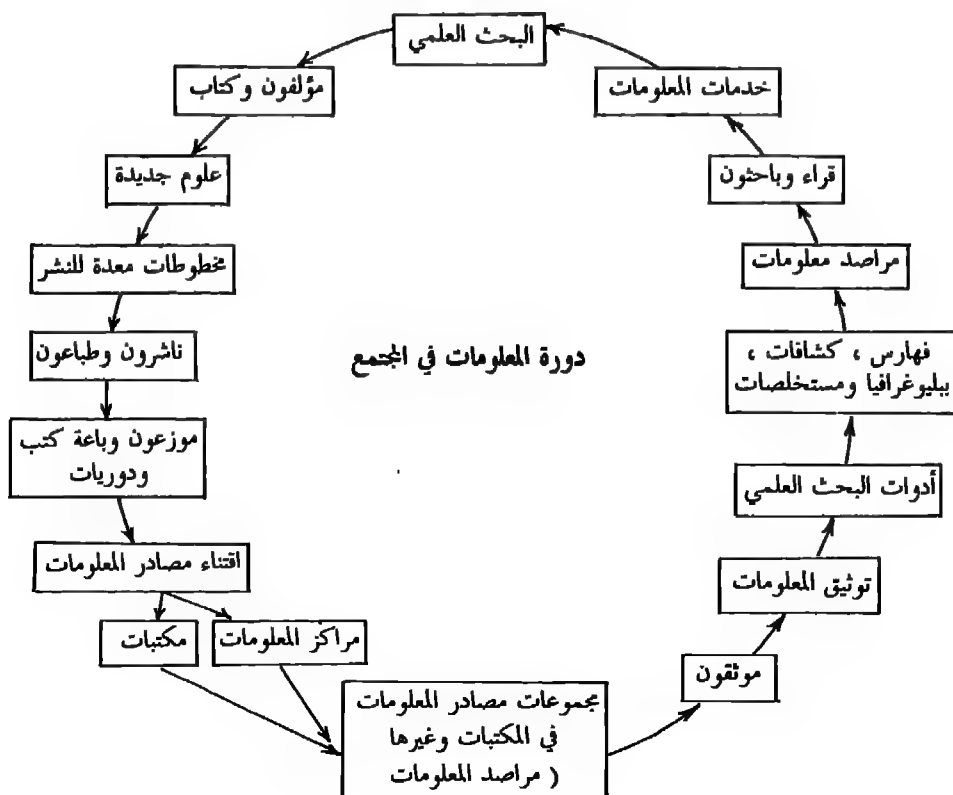 البحث العلمي
مؤلفون وكتاب
علوم جديدة
مخطوطات معدة للنشر
ناشرون وطباعون
موزعون وباعة كتب
ودوريات
اقتناء مصادر المعلومات
مكتبات
مراكز المعلومات
مجموعات مصادر المعلومات
في المكتبات وغيرها
( مراصد المعلومات
موثقون
توثيق المعلومات
أدوات البحث العلمي
فهارس ، كشافات ،
ببليوغرافيا ومستخلصات
مراصد معلومات
قراء وباحثون
خدمات المعلومات
دورة المعلومات في المجتمع